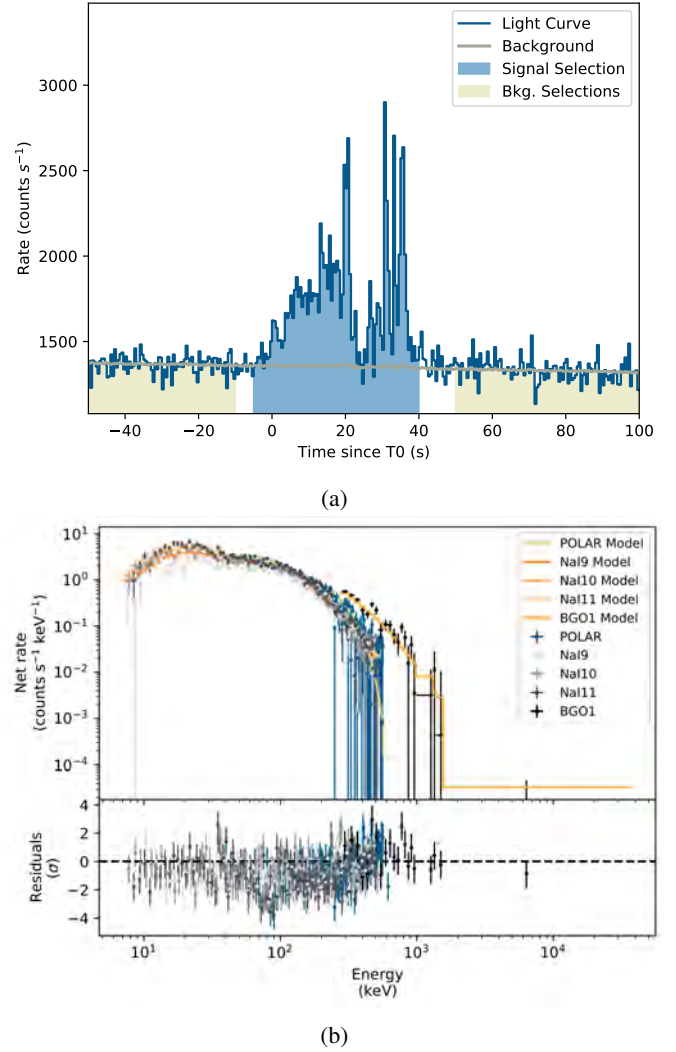 Light Curve
Background
Signal Selection
Bkg. Selections
3000
2500
2000
1500
Rate (counts s⁻¹)
−40 −20 0 20 40 60 80 100
Time since T0 (s)
(a)
POLAR Model
NaI9 Model
NaI10 Model
NaI11 Model
BGO1 Model
POLAR
NaI9
NaI10
NaI11
BGO1
10¹
10⁰
10⁻¹
10⁻²
10⁻³
10⁻⁴
Net rate
(counts s⁻¹ keV⁻¹)
2
0
−2
−4
Residuals
(σ)
10¹ 10² 10³ 10⁴
Energy
(keV)
(b)